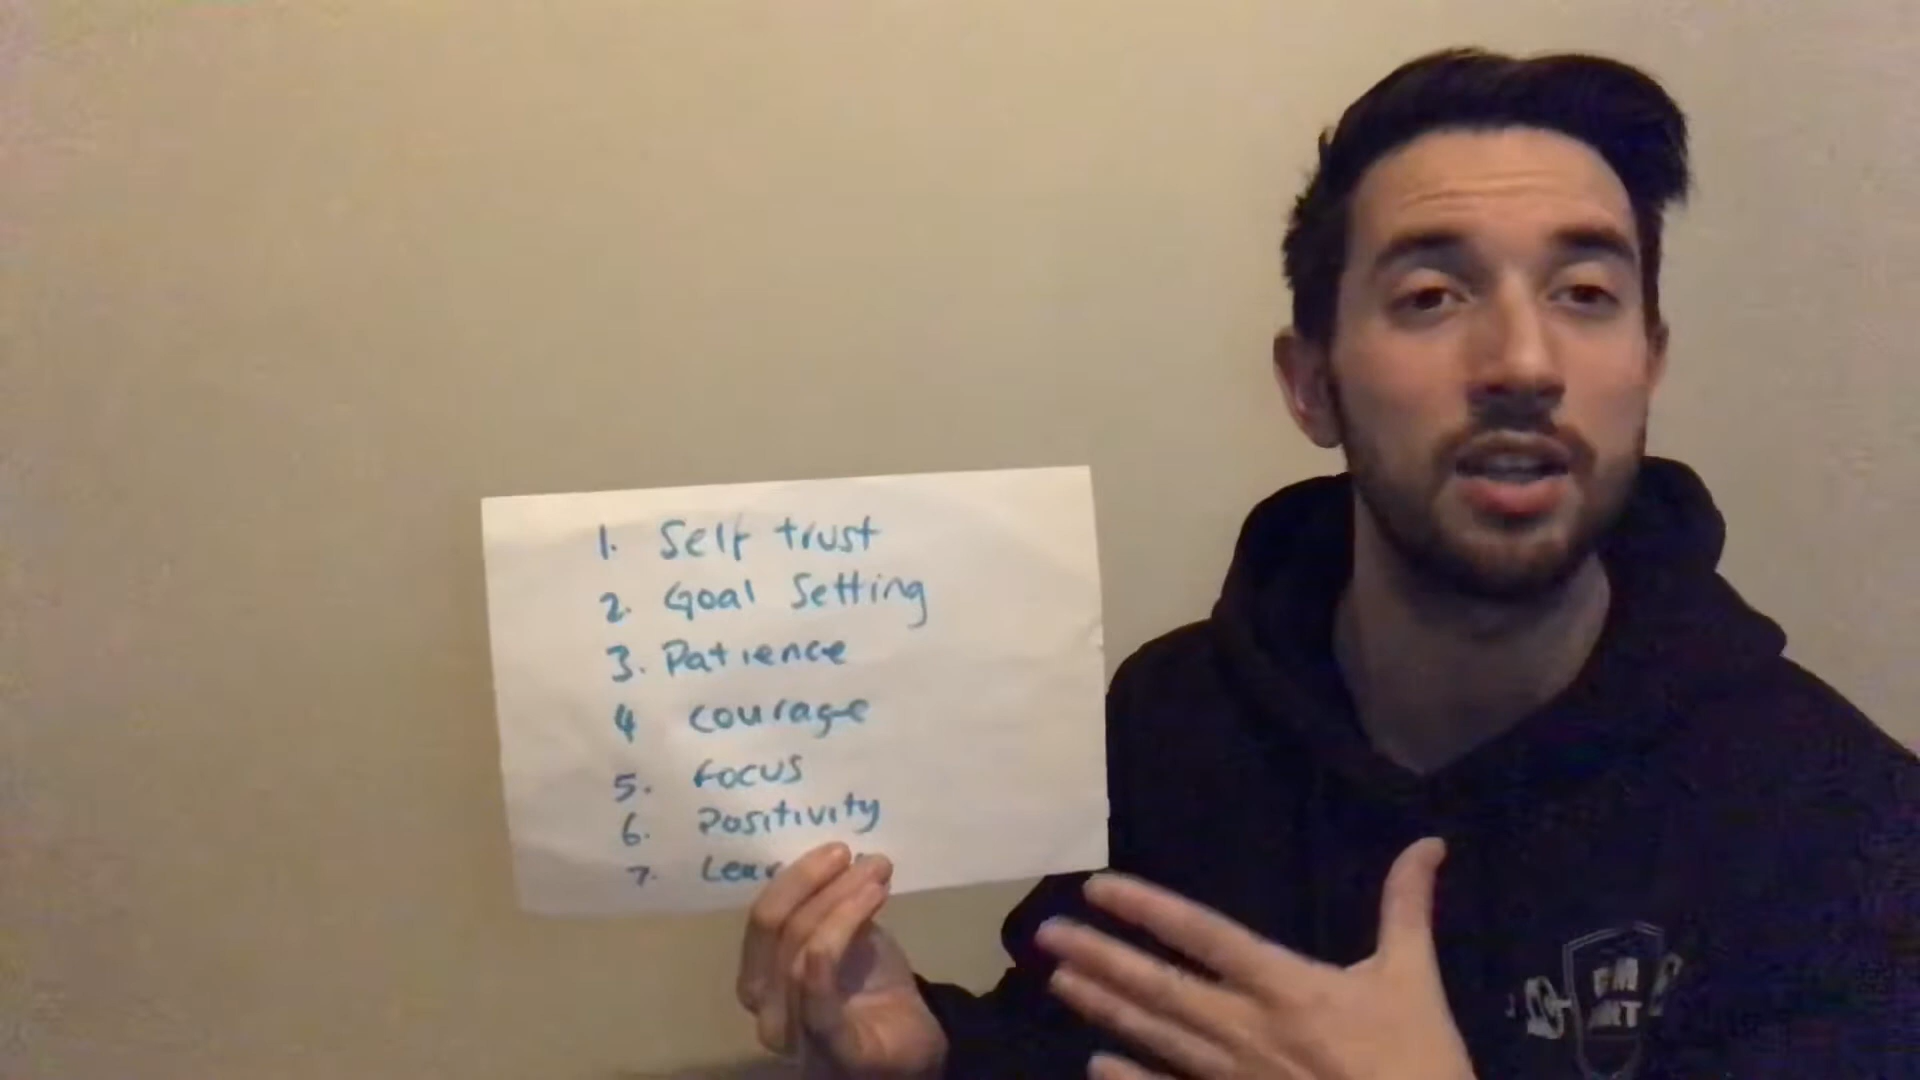 1. Self trust
2. Goal Setting
3. Patience
4 courage
5. Focus
6. Positivity
7.